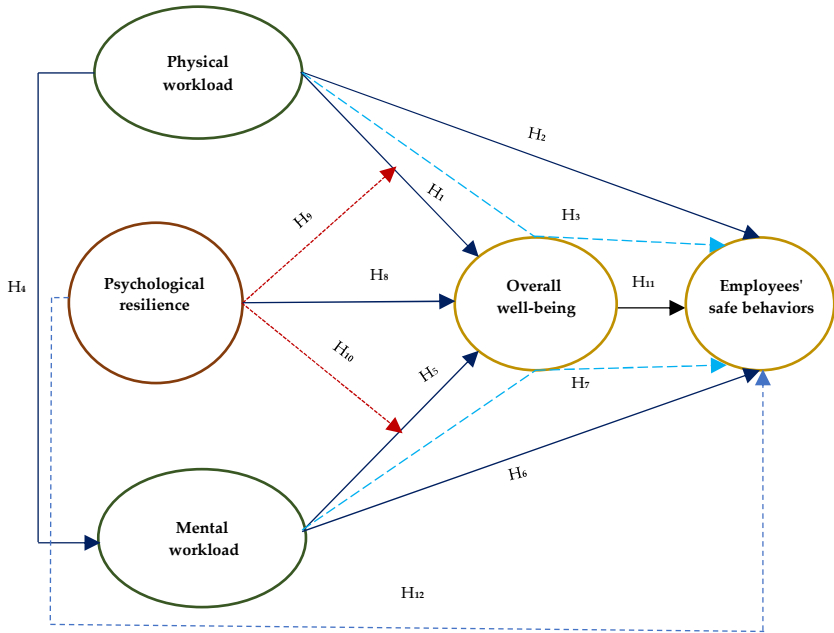 Physical
workload
H₂
H₁
H₉
H₃
Psychological
resilience
H₈
Overall
well-being
H₁₁
Employees'
safe behaviors
H₄
H₁₀
H₅
H₇
H₆
Mental
workload
H₁₂